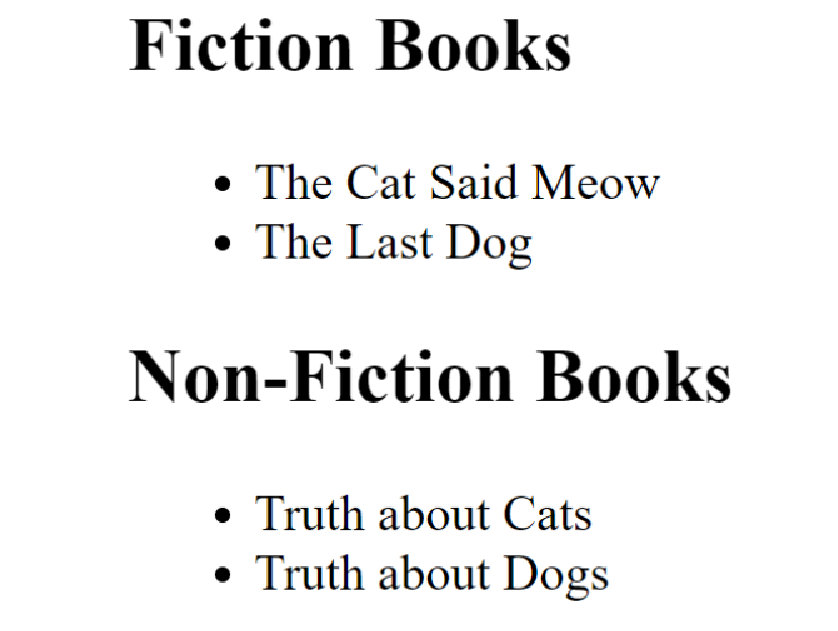 Fiction Books
• The Cat Said Meow
• The Last Dog
Non-Fiction Books
• Truth about Cats
• Truth about Dogs